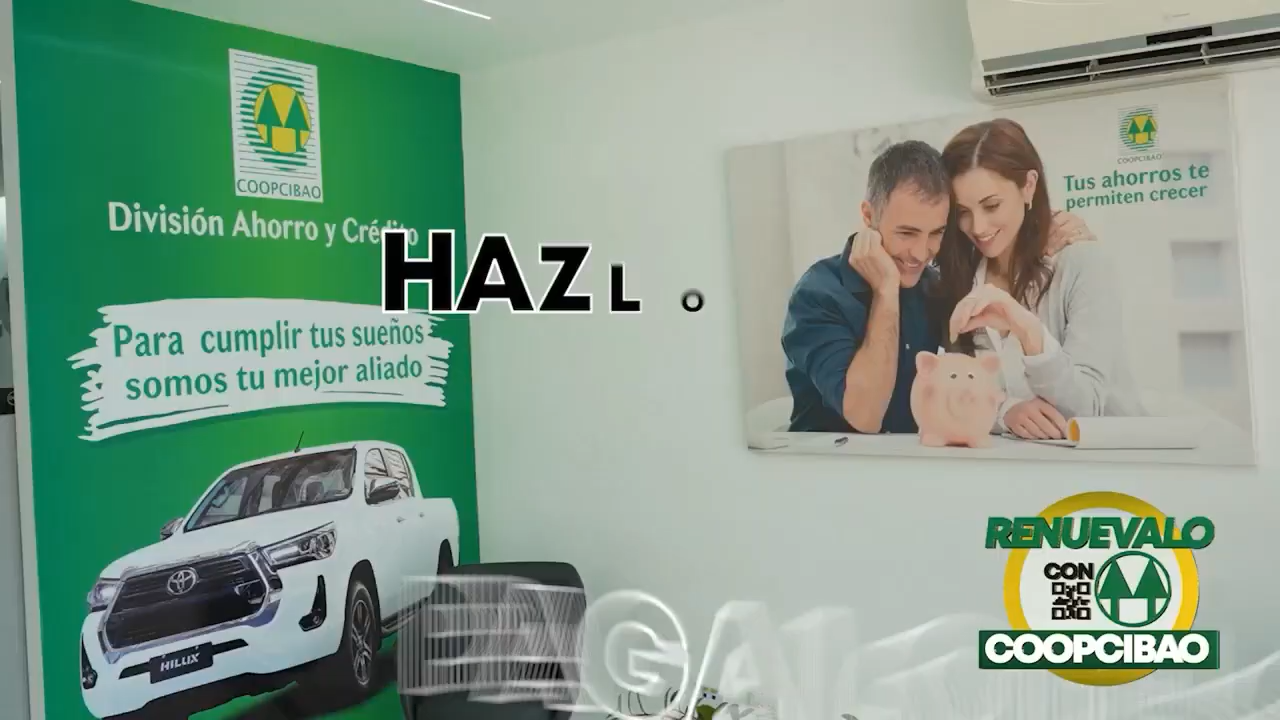 COOPCIBAO
División Ahorro y Crédito
HAZLO
Para cumplir tus sueños
somos tu mejor aliado
HILUX
COOPCIBAO
Tus ahorros te
permiten crecer
RENUEVALO
CON
COOPCIBAO